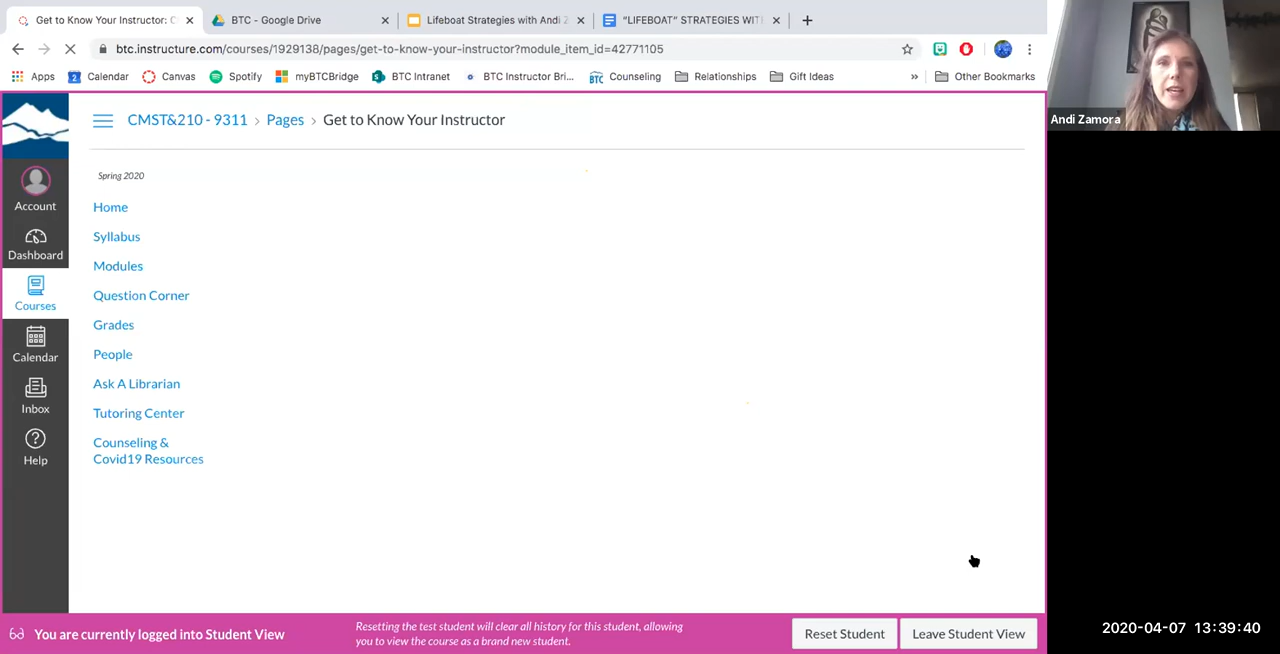 Get to Know Your Instructor: C
BTC - Google Drive
Lifeboat Strategies with Andi Z
"LIFEBOAT" STRATEGIES WIT
btc.instructure.com/courses/1929138/pages/get-to-know-your-instructor?module_item_id=42771105
Apps
2 Calendar
Canvas
Spotify
myBTCBridge
BTC Intranet
BTC Instructor Bri...
BTC Counseling
Relationships
Gift Ideas
»
Other Bookmarks
Andi Zamora
CMST&210 - 9311 > Pages > Get to Know Your Instructor
Spring 2020
Home
Syllabus
Modules
Question Corner
Grades
People
Ask A Librarian
Tutoring Center
Counseling &
Covid19 Resources
Account
Dashboard
Courses
Calendar
Inbox
Help
You are currently logged into Student View
Resetting the test student will clear all history for this student, allowing
you to view the course as a brand new student.
Reset Student
Leave Student View
2020-04-07 13:39:40